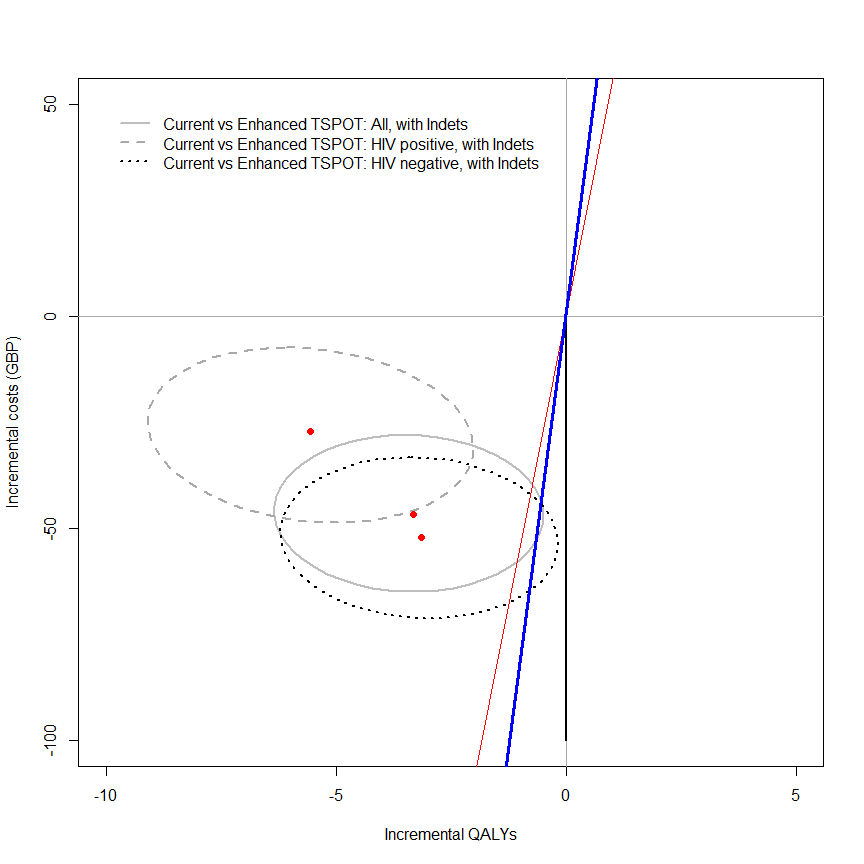 50
Current vs Enhanced TSPOT: All, with Indets
Current vs Enhanced TSPOT: HIV positive, with Indets
Current vs Enhanced TSPOT: HIV negative, with Indets
0
Incremental costs (GBP)
-50
-100
-10 -5 0 5
Incremental QALYs